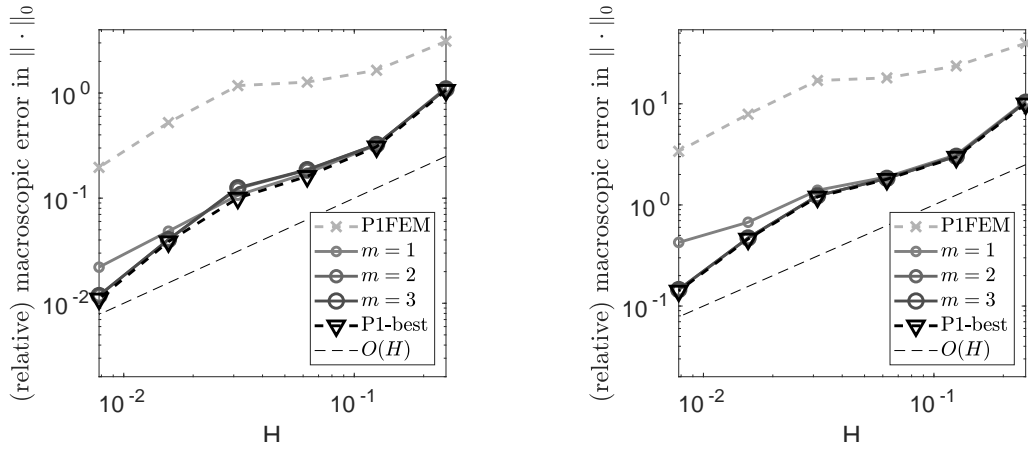 (relative) macroscopic error in ‖ · ‖₀
10⁰
10⁻¹
10⁻²
P1FEM
m = 1
m = 2
m = 3
P1-best
O(H)
10⁻²
10⁻¹
H
(relative) macroscopic error in ‖ · ‖₀
10¹
10⁰
10⁻¹
P1FEM
m = 1
m = 2
m = 3
P1-best
O(H)
10⁻²
10⁻¹
H